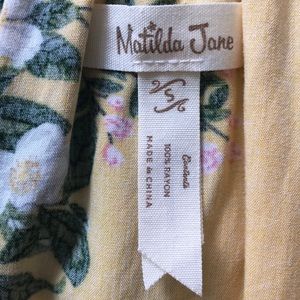 Matilda Jane
S
Contents
100% RAYON
MADE in CHINA